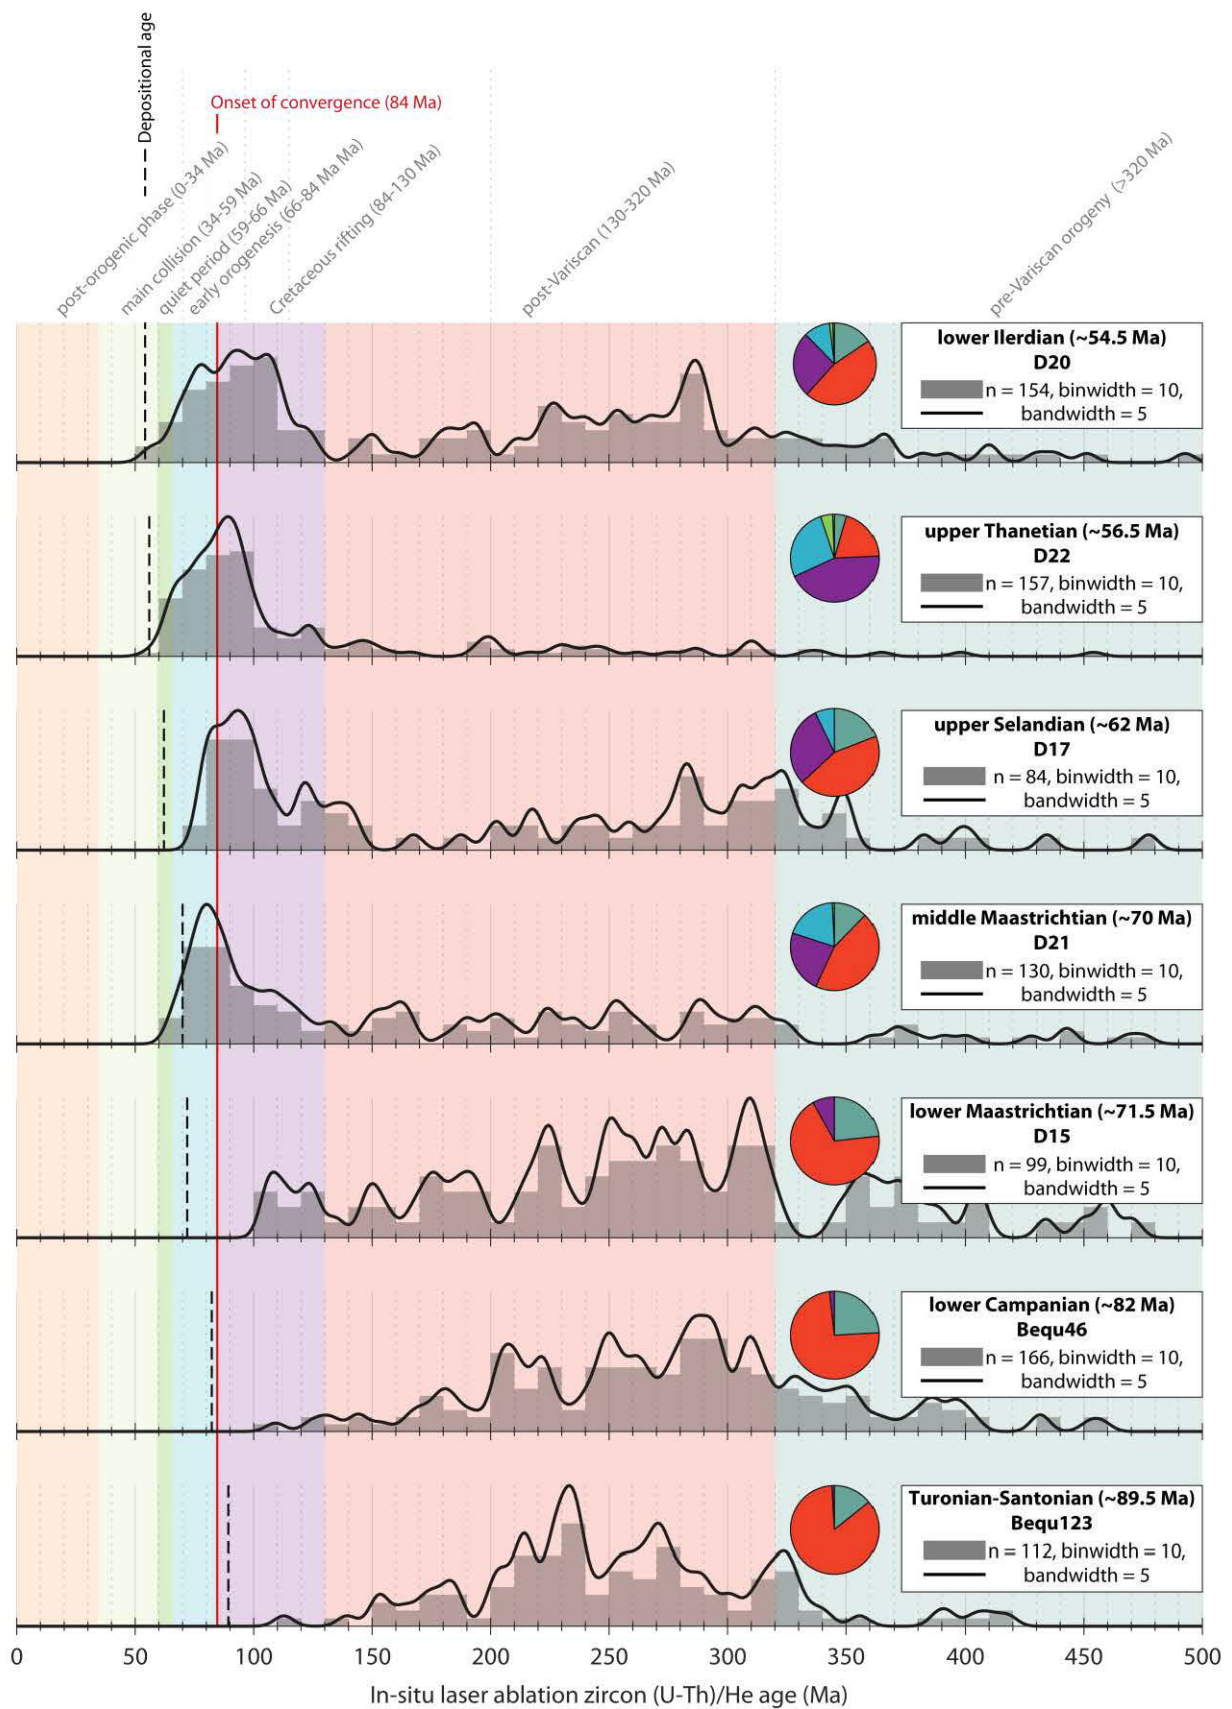 Depositional age
Onset of convergence (84 Ma)
post-orogenic phase (0-34 Ma)
main collision (34-59 Ma)
quiet period (59-66 Ma)
early orogenesis (66-84 Ma Ma)
Cretaceous rifting (84-130 Ma)
post-Variscan (130-320 Ma)
pre-Variscan orogeny (>320 Ma)
lower Ilerdian (~54.5 Ma)
D20
n = 154, binwidth = 10,
bandwidth = 5
upper Thanetian (~56.5 Ma)
D22
n = 157, binwidth = 10,
bandwidth = 5
upper Selandian (~62 Ma)
D17
n = 84, binwidth = 10,
bandwidth = 5
middle Maastrichtian (~70 Ma)
D21
n = 130, binwidth = 10,
bandwidth = 5
lower Maastrichtian (~71.5 Ma)
D15
n = 99, binwidth = 10,
bandwidth = 5
lower Campanian (~82 Ma)
Bequ46
n = 166, binwidth = 10,
bandwidth = 5
Turonian-Santonian (~89.5 Ma)
Bequ123
n = 112, binwidth = 10,
bandwidth = 5
0 50 100 150 200 250 300 350 400 450 500
In-situ laser ablation zircon (U-Th)/He age (Ma)